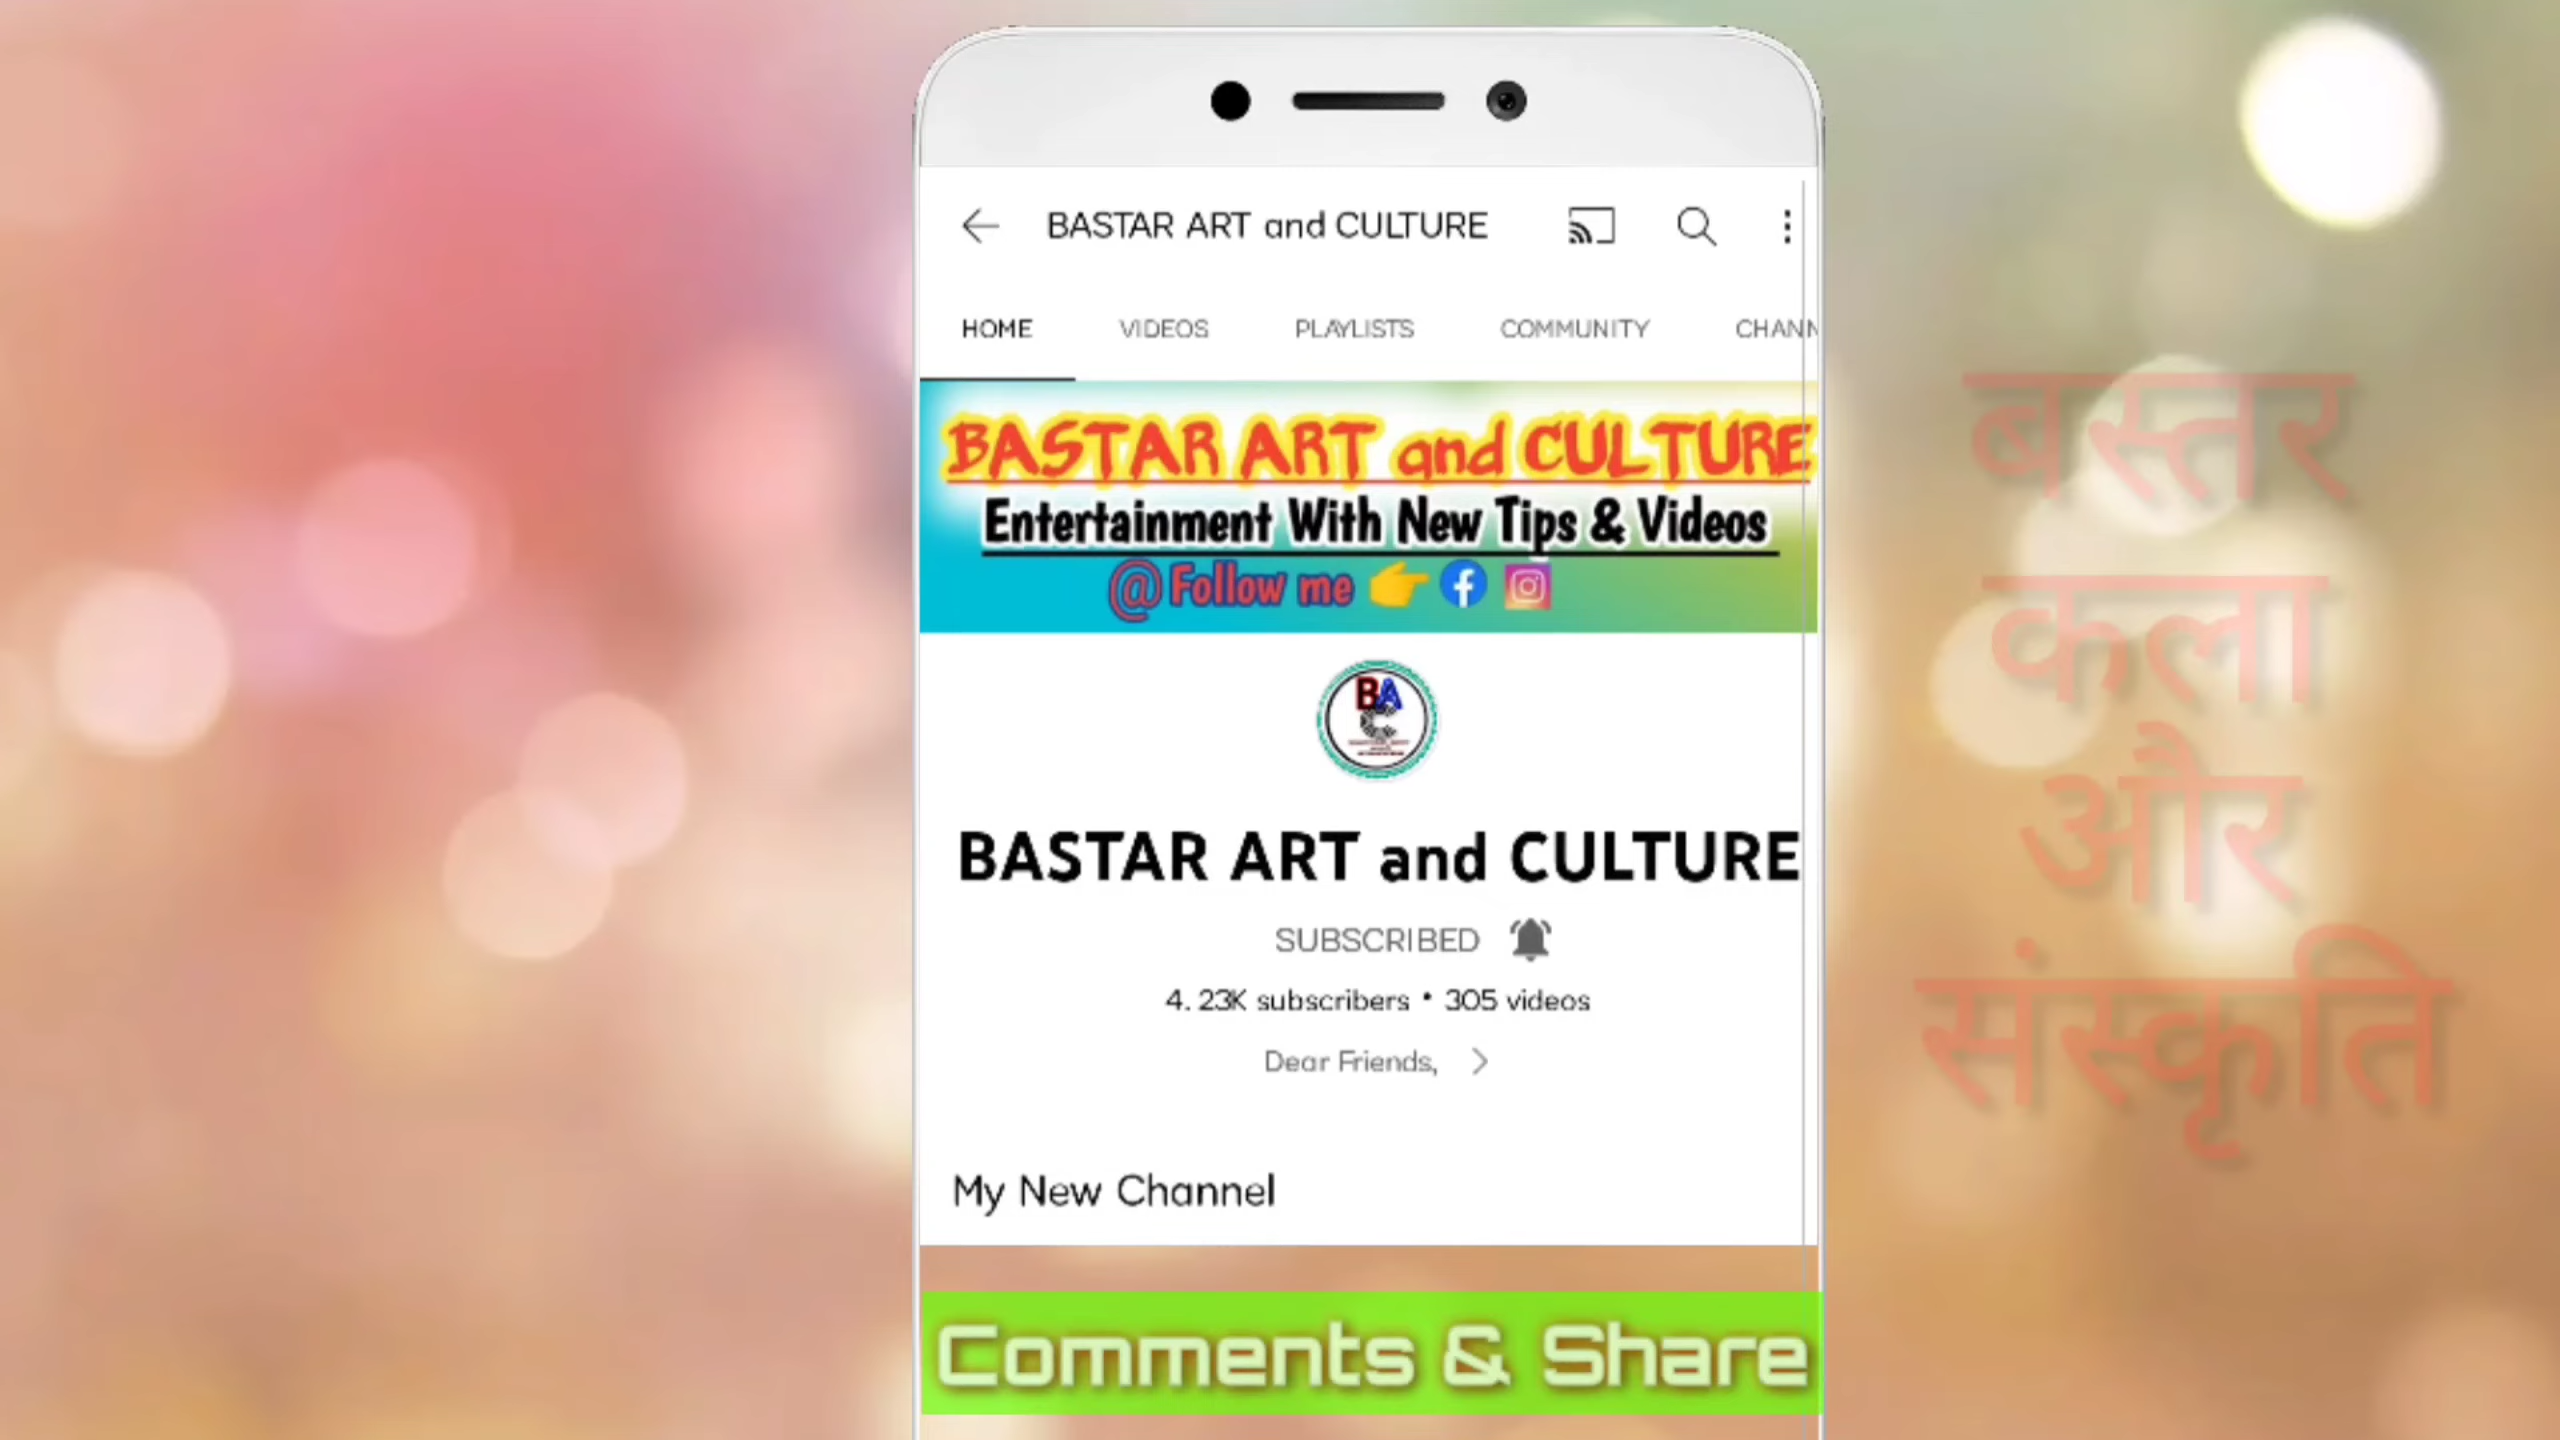 BASTAR ART and CULTURE
HOME VIDEOS PLAYLISTS COMMUNITY CHANN
BASTAR ART and CULTURE
Entertainment With New Tips & Videos
@ Follow me
BAC
BASTAR ART and CULTURE
SUBSCRIBED
4. 23K subscribers • 305 videos
Dear Friends,
My New Channel
Comments & Share
बस्तर
कला
और
संस्कृति